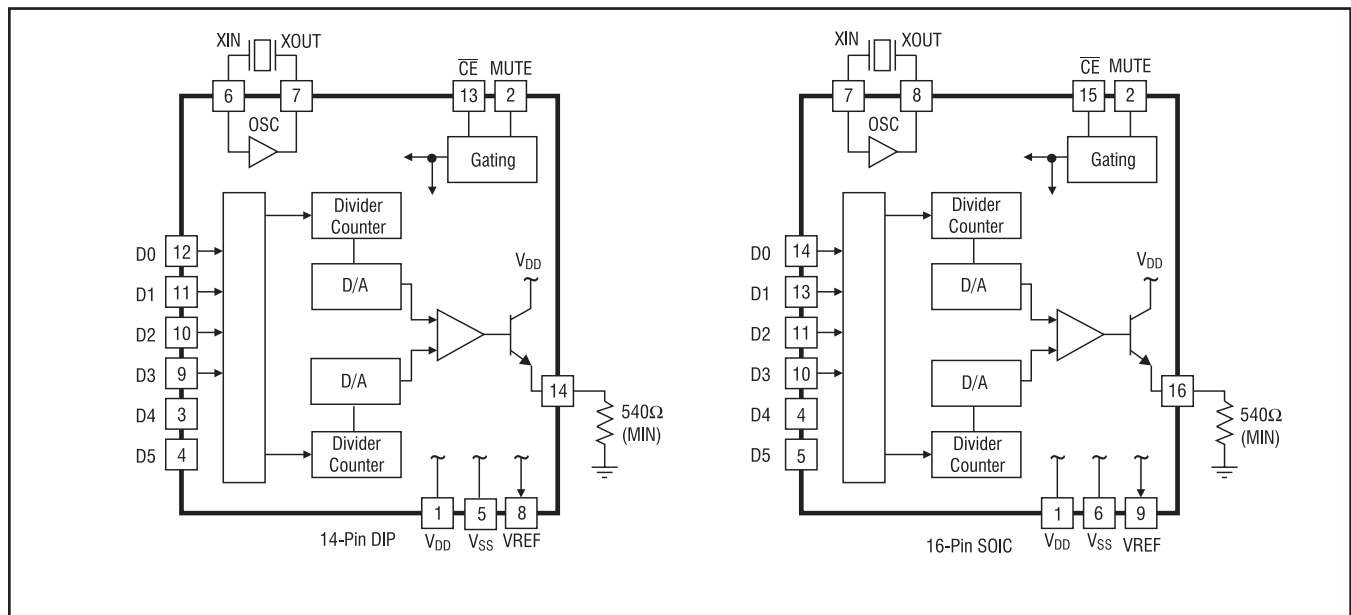 XIN XOUT
CE MUTE
6 7 13 2
OSC
Gating
Divider
Counter
D0 12
D1 11
D2 10
D3 9
D4 3
D5 4
D/A
VDD
D/A
14
540Ω
(MIN)
Divider
Counter
1 5 8
14-Pin DIP VDD VSS VREF
XIN XOUT
CE MUTE
7 8 15 2
OSC
Gating
Divider
Counter
D0 14
D1 13
D2 11
D3 10
D4 4
D5 5
D/A
VDD
D/A
16
540Ω
(MIN)
Divider
Counter
1 6 9
16-Pin SOIC VDD VSS VREF